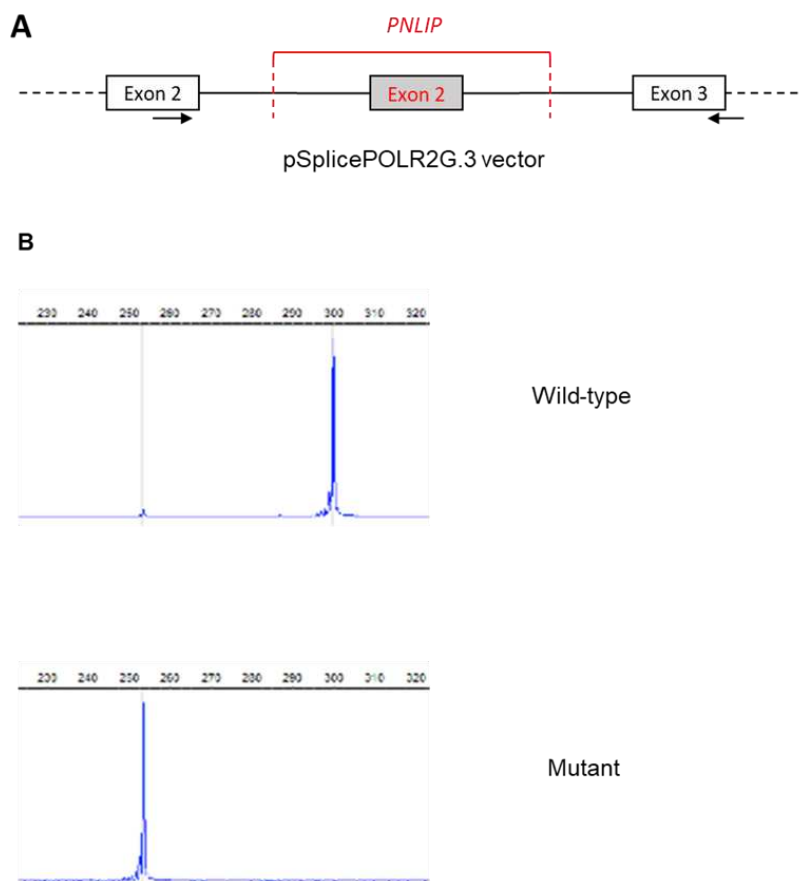 A
PNLIP
Exon 2 Exon 2 Exon 3
pSplicePOLR2G.3 vector
B
230 240 250 260 270 280 290 300 310 320
Wild-type
230 240 250 260 270 280 290 300 310 320
Mutant